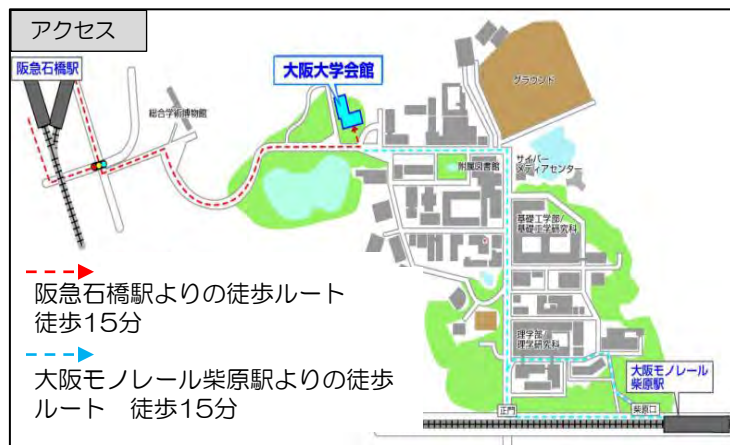 アクセス
阪急石橋駅
大阪大学会館
グラウンド
総合学術博物館
附属図書館
サイバー
メディアセンター
基礎工学部/
基礎工学研究科
阪急石橋駅よりの徒歩ルート
徒歩15分
理学部/
理学研究科
大阪モノレール柴原駅よりの徒歩
ルート 徒歩15分
大阪モノレール
柴原駅
正門
柴原口